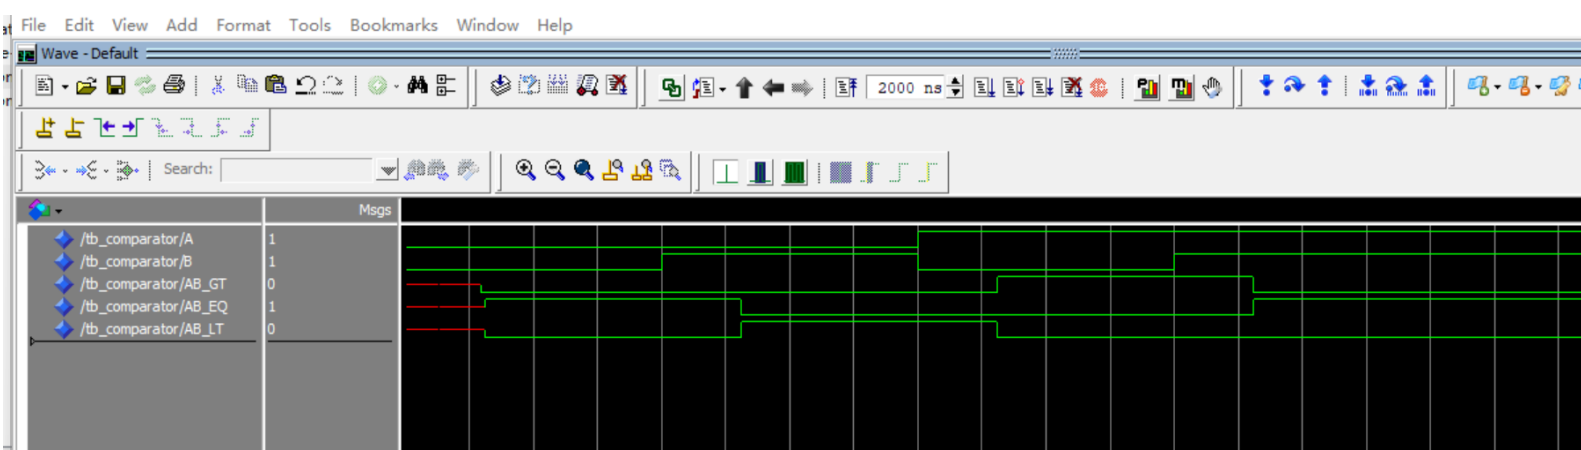 File Edit View Add Format Tools Bookmarks Window Help
Wave - Default
2000 ns
Search:
Msgs
/tb_comparator/A 1
/tb_comparator/B 1
/tb_comparator/AB_GT 0
/tb_comparator/AB_EQ 1
/tb_comparator/AB_LT 0